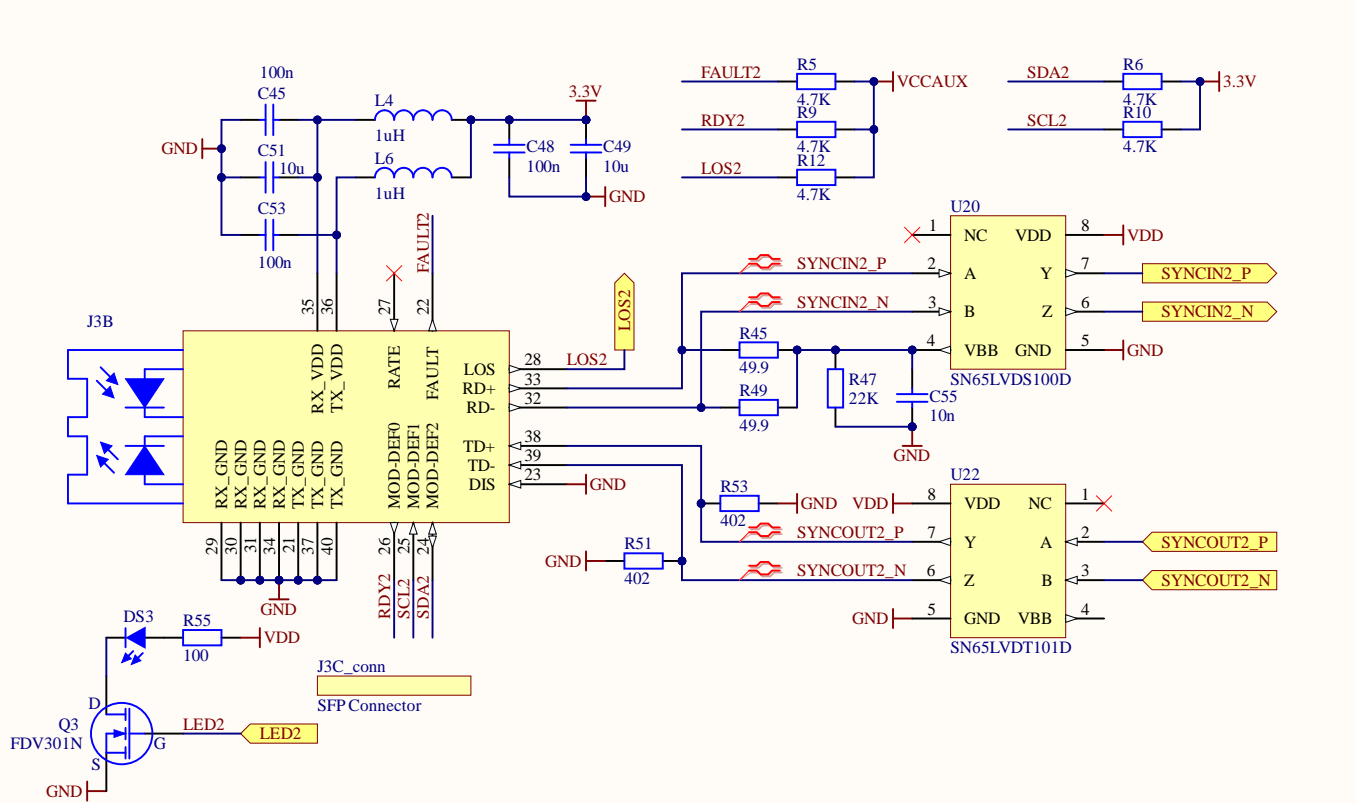 100n
C45
L4
1uH
3.3V
GND
C51
10u
L6
1uH
C48
100n
C49
10u
GND
C53
100n
FAULT2
R5
4.7K
VCCAUX
RDY2
R9
4.7K
LOS2
R12
4.7K
SDA2
R6
4.7K
3.3V
SCL2
R10
4.7K
J3B
35
36
27
22
FAULT2
RX_VDD
TX_VDD
RATE
FAULT
LOS
28
LOS2
LOS2
RD+
33
RD-
32
TD+
38
TD-
39
DIS
23
GND
RX_GND
RX_GND
RX_GND
RX_GND
TX_GND
TX_GND
TX_GND
MOD-DEF0
MOD-DEF1
MOD-DEF2
29
30
31
34
21
37
40
26
25
24
GND
RDY2
SCL2
SDA2
U20
1
NC
VDD
8
VDD
SYNCIN2_P
2
A
Y
7
SYNCIN2_P
SYNCIN2_N
3
B
Z
6
SYNCIN2_N
R45
49.9
4
VBB
GND
5
GND
SN65LVDS100D
R49
49.9
R47
22K
C55
10n
GND
U22
R53
402
GND
VDD
8
VDD
NC
1
SYNCOUT2_P
7
Y
A
2
SYNCOUT2_P
GND
R51
402
SYNCOUT2_N
6
Z
B
3
SYNCOUT2_N
GND
5
GND
VBB
4
SN65LVDT101D
DS3
R55
100
VDD
J3C_conn
SFP Connector
D
Q3
FDV301N
G
S
LED2
LED2
GND